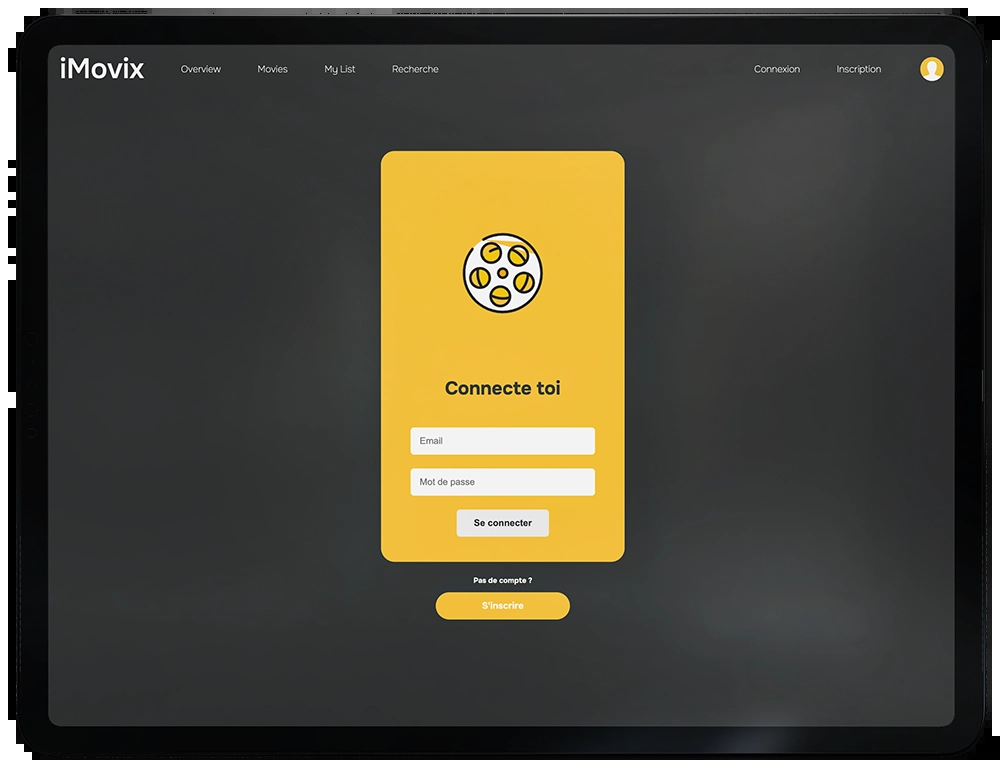 iMovix Overview Movies My List Recherche Connexion Inscription
Connecte toi
Email
Mot de passe
Se connecter
Pas de compte ?
S'inscrire